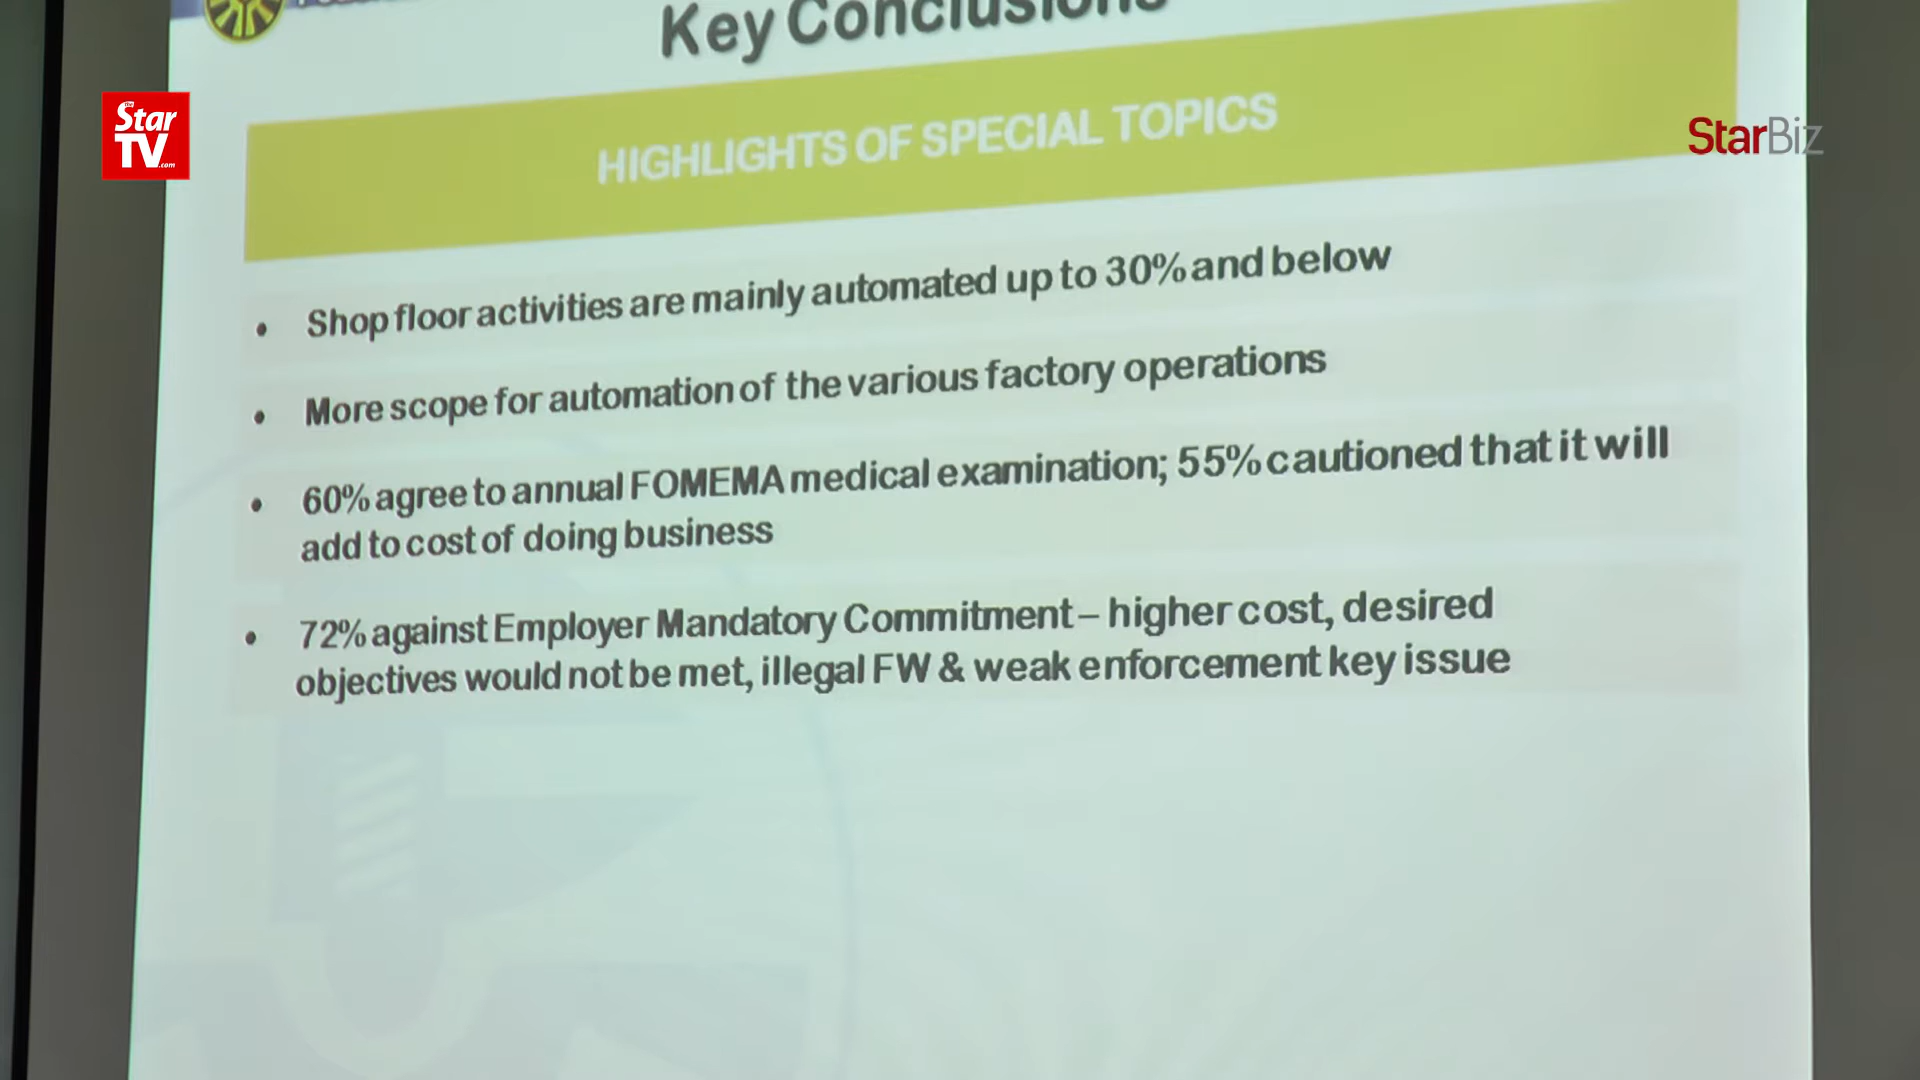 Key Conclusions
The Star TV.com
StarBiz
HIGHLIGHTS OF SPECIAL TOPICS
• Shop floor activities are mainly automated up to 30% and below
• More scope for automation of the various factory operations
• 60% agree to annual FOMEMA medical examination; 55% cautioned that it will
add to cost of doing business
• 72% against Employer Mandatory Commitment – higher cost, desired
objectives would not be met, illegal FW & weak enforcement key issue